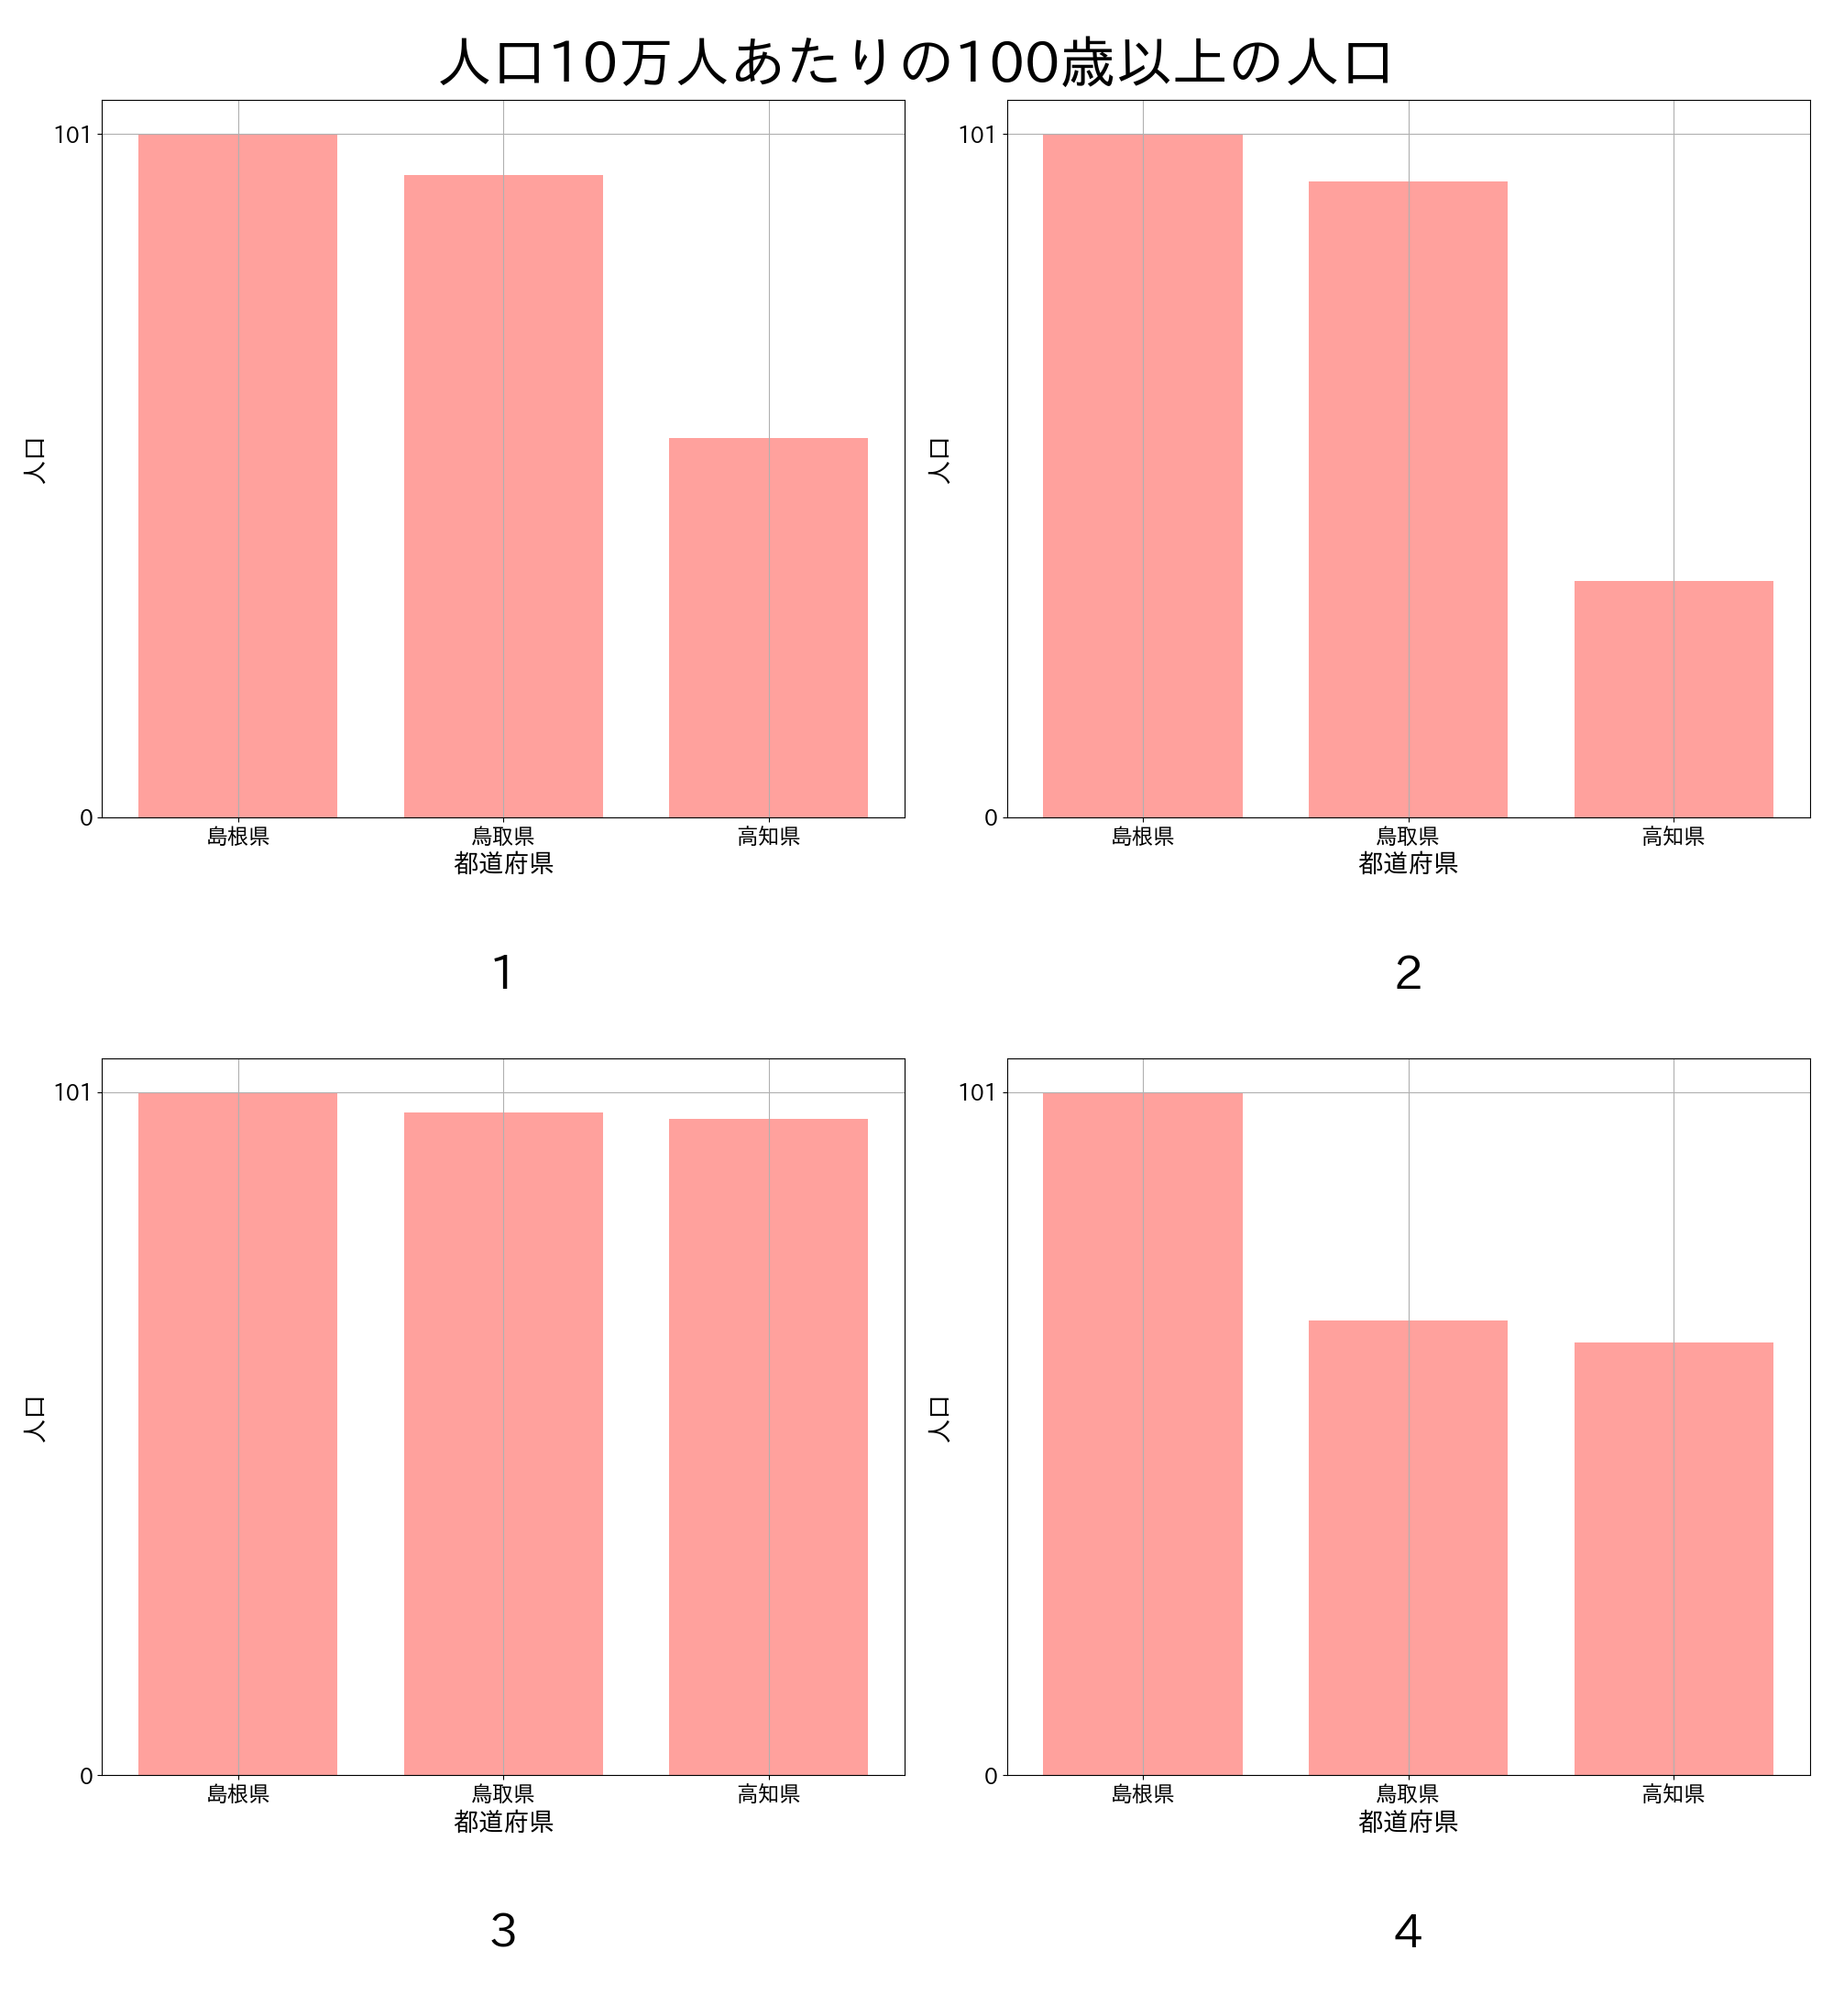 人口10万人あたりの100歳以上の人口
101
0
人口
島根県 鳥取県 高知県
都道府県
1
101
0
人口
島根県 鳥取県 高知県
都道府県
2
101
0
人口
島根県 鳥取県 高知県
都道府県
3
101
0
人口
島根県 鳥取県 高知県
都道府県
4